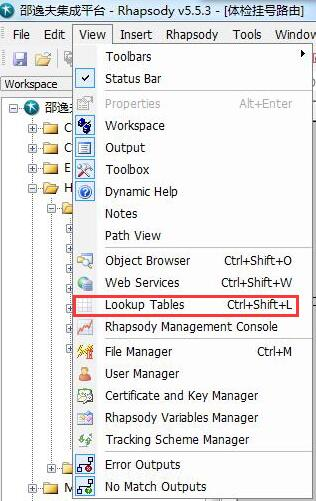 邵逸夫集成平台 - Rhapsody v5.5.3 - [体检挂号路由]
File Edit View Insert Rhapsody Tools Window
Workspace
邵逸夫
C
C
E
H
M
Toolbars
Status Bar
Properties Alt+Enter
Workspace
Output
Toolbox
Dynamic Help
Notes
Path View
Object Browser Ctrl+Shift+O
Web Services Ctrl+Shift+W
Lookup Tables Ctrl+Shift+L
Rhapsody Management Console
File Manager Ctrl+M
User Manager
Certificate and Key Manager
Rhapsody Variables Manager
Tracking Scheme Manager
Error Outputs
No Match Outputs